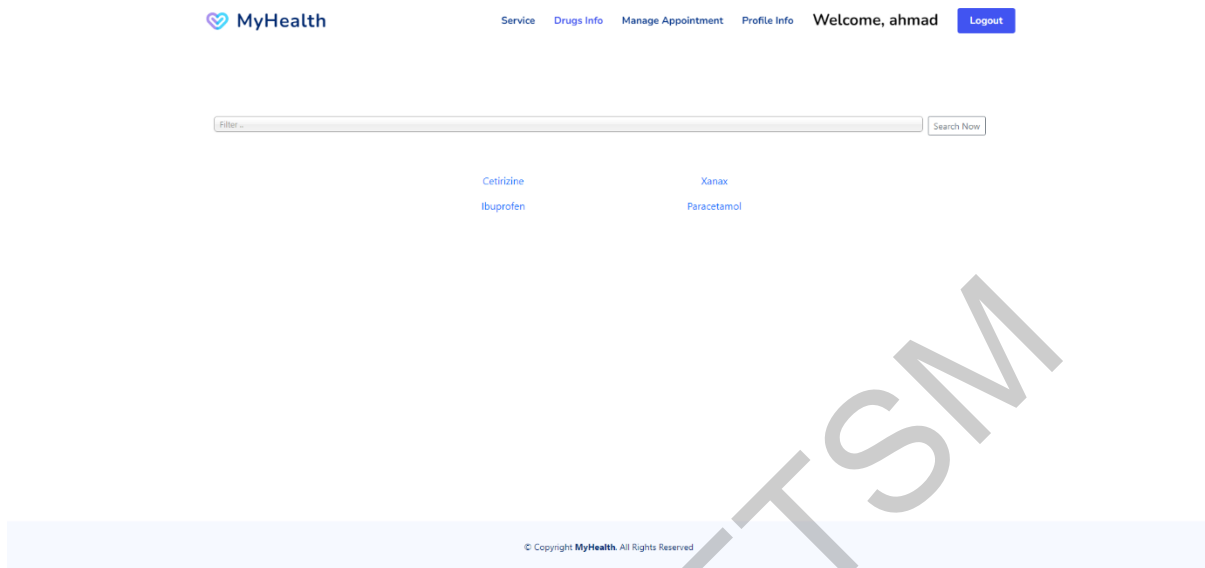 MyHealth Service Drugs Info Manage Appointment Profile Info Welcome, ahmad Logout
Filter .. Search Now
Cetirizine Xanax
Ibuprofen Paracetamol
TSM
© Copyright MyHealth. All Rights Reserved